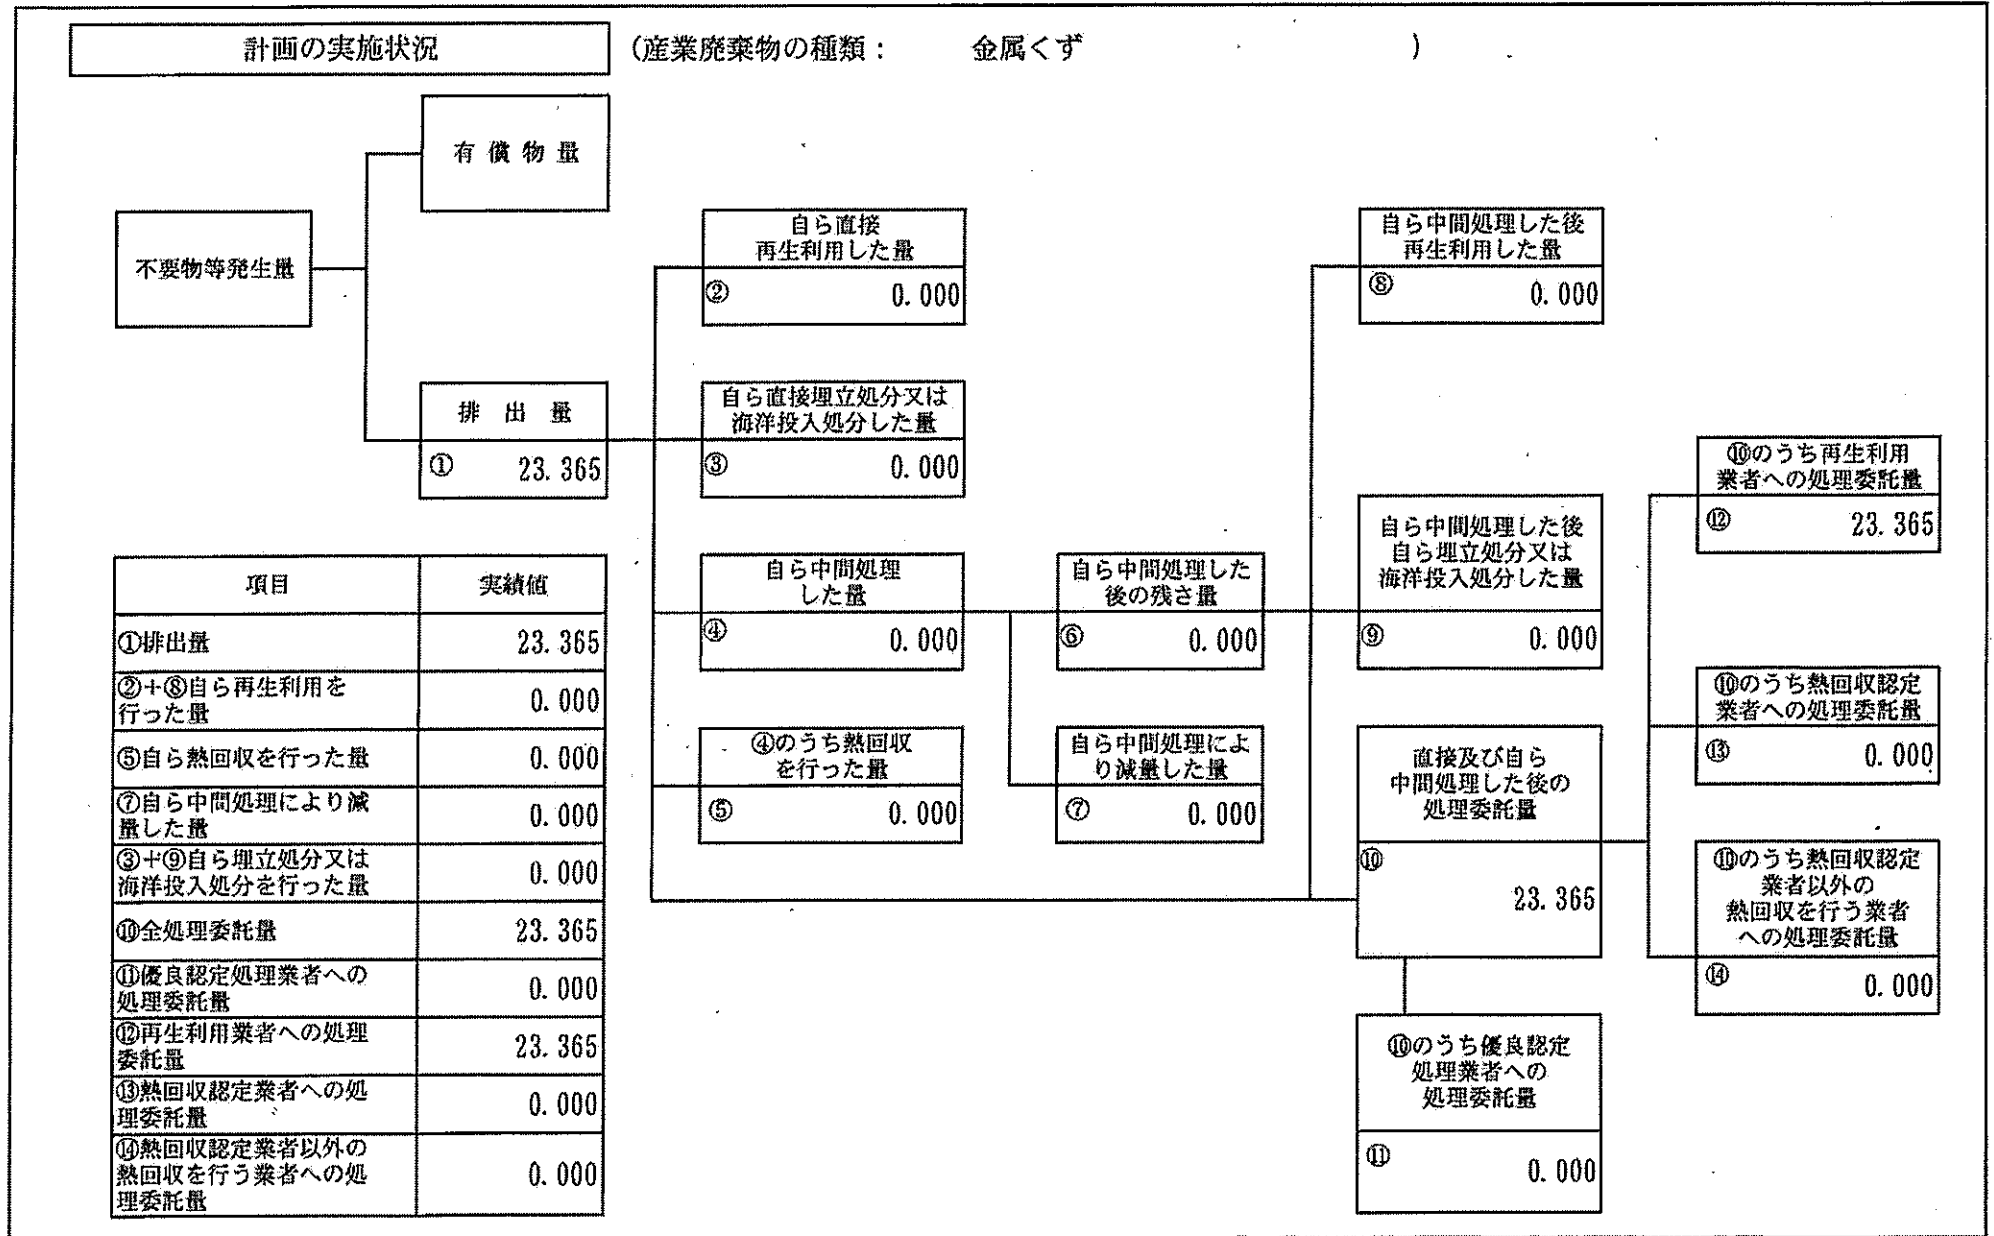 計画の実施状況
(産業廃棄物の種類： 金属くず )
有償物量
不要物等発生量
排出量
① 23.365
自ら直接
再生利用した量
② 0.000
自ら直接埋立処分又は
海洋投入処分した量
③ 0.000
自ら中間処理
した量
④ 0.000
④のうち熱回収
を行った量
⑤ 0.000
自ら中間処理した
後の残さ量
⑥ 0.000
自ら中間処理によ
り減量した量
⑦ 0.000
自ら中間処理した後
再生利用した量
⑧ 0.000
自ら中間処理した後
自ら埋立処分又は
海洋投入処分した量
⑨ 0.000
直接及び自ら
中間処理した後の
処理委託量
⑩
23.365
⑩のうち優良認定
処理業者への
処理委託量
⑪ 0.000
⑩のうち再生利用
業者への処理委託量
⑫ 23.365
⑩のうち熱回収認定
業者への処理委託量
⑬ 0.000
⑩のうち熱回収認定
業者以外の
熱回収を行う業者
への処理委託量
⑭ 0.000
項目 実績値
①排出量 23.365
②+⑧自ら再生利用を
行った量 0.000
⑤自ら熱回収を行った量 0.000
⑦自ら中間処理により減
量した量 0.000
③+⑨自ら埋立処分又は
海洋投入処分を行った量 0.000
⑩全処理委託量 23.365
⑪優良認定処理業者への
処理委託量 0.000
⑫再生利用業者への処理
委託量 23.365
⑬熱回収認定業者への処
理委託量 0.000
⑭熱回収認定業者以外の
熱回収を行う業者への処
理委託量 0.000